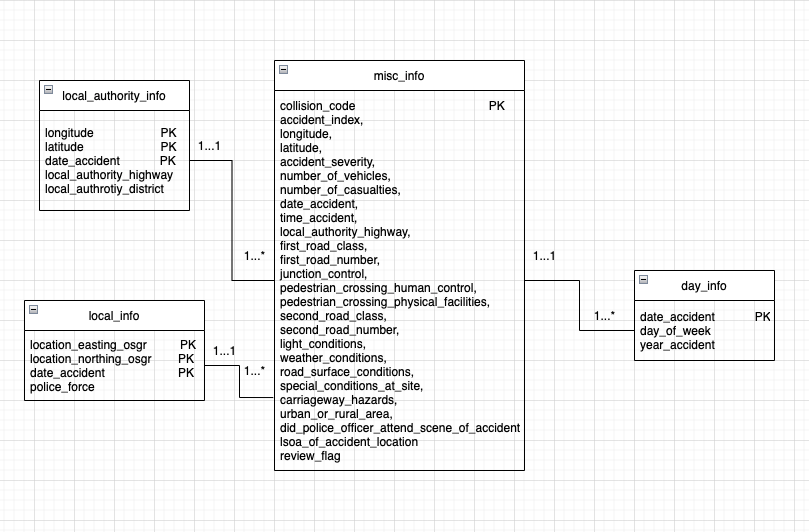 local_authority_info
longitude PK
latitude PK
date_accident PK
local_authority_highway
local_authrotiy_district
1...1
1...*
misc_info
collision_code PK
accident_index,
longitude,
latitude,
accident_severity,
number_of_vehicles,
number_of_casualties,
date_accident,
time_accident,
local_authority_highway,
first_road_class,
first_road_number,
junction_control,
pedestrian_crossing_human_control,
pedestrian_crossing_physical_facilities,
second_road_class,
second_road_number,
light_conditions,
weather_conditions,
road_surface_conditions,
special_conditions_at_site,
carriageway_hazards,
urban_or_rural_area,
did_police_officer_attend_scene_of_accident
lsoa_of_accident_location
review_flag
local_info
location_easting_osgr PK
location_northing_osgr PK
date_accident PK
police_force
1...1
1...*
1...1
1...*
day_info
date_accident PK
day_of_week
year_accident